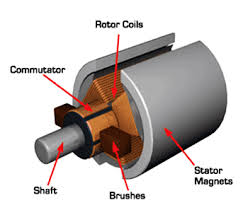 Rotor Coils
Commutator
Shaft
Brushes
Stator
Magnets